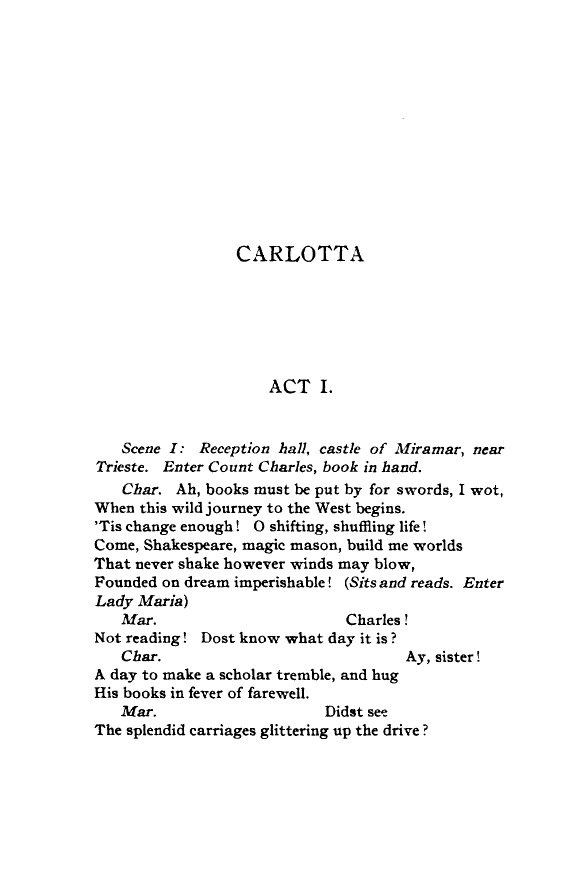 CARLOTTA
ACT I.
Scene I: Reception hall, castle of Miramar, near
Trieste. Enter Count Charles, book in hand.
Char. Ah, books must be put by for swords, I wot,
When this wild journey to the West begins.
'Tis change enough! O shifting, shuffling life!
Come, Shakespeare, magic mason, build me worlds
That never shake however winds may blow,
Founded on dream imperishable! (Sits and reads. Enter
Lady Maria)
Mar. Charles!
Not reading! Dost know what day it is?
Char. Ay, sister!
A day to make a scholar tremble, and hug
His books in fever of farewell.
Mar. Didst see
The splendid carriages glittering up the drive?